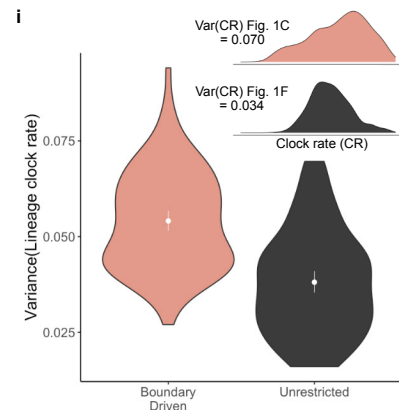 i
Var(CR) Fig. 1C
= 0.070
Var(CR) Fig. 1F
= 0.034
Clock rate (CR)
Variance(Lineage clock rate)
0.075
0.050
0.025
Boundary
Driven
Unrestricted